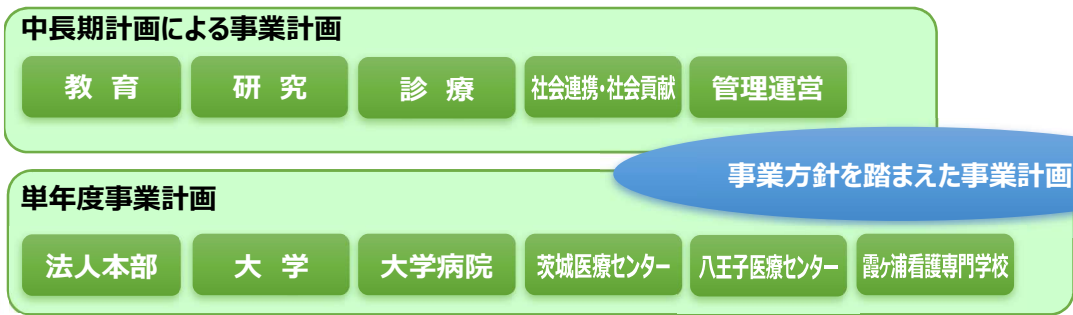 中長期計画による事業計画
教 育
研 究
診 療
社会連携・社会貢献
管理運営
事業方針を踏まえた事業計画
単年度事業計画
法人本部
大 学
大学病院
茨城医療センター
八王子医療センター
霞ヶ浦看護専門学校